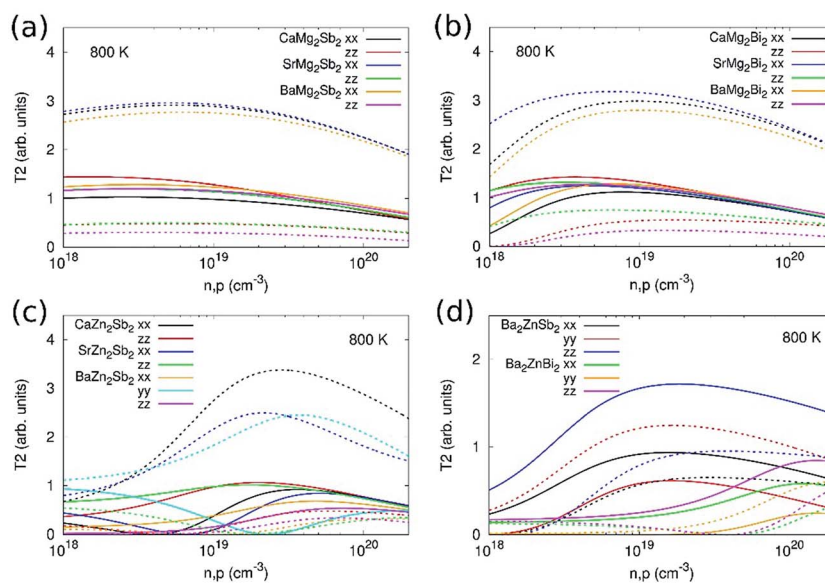 (a)
800 K
CaMg2Sb2 xx
zz
SrMg2Sb2 xx
zz
BaMg2Sb2 xx
zz
T2 (arb. units)
4
3
2
1
0
10^18
10^19
10^20
n,p (cm^-3)
(b)
800 K
CaMg2Bi2 xx
zz
SrMg2Bi2 xx
zz
BaMg2Bi2 xx
zz
T2 (arb. units)
4
3
2
1
0
10^18
10^19
10^20
n,p (cm^-3)
(c)
CaZn2Sb2 xx
zz
SrZn2Sb2 xx
zz
BaZn2Sb2 xx
yy
zz
800 K
T2 (arb. units)
4
3
2
1
0
10^18
10^19
10^20
n,p (cm^-3)
(d)
Ba2ZnSb2 xx
yy
zz
Ba2ZnBi2 xx
yy
zz
800 K
T2 (arb. units)
2
1
0
10^18
10^19
10^20
n,p (cm^-3)